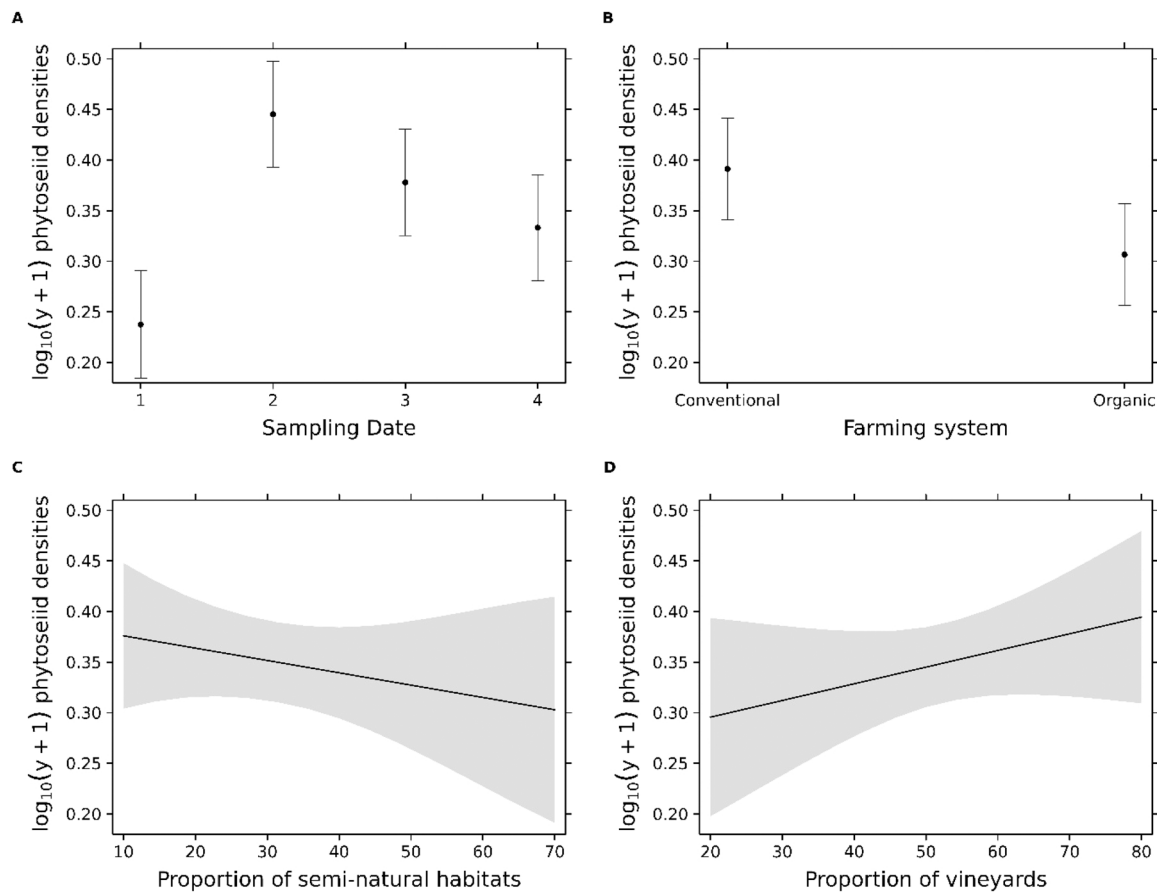 A
log₁₀(y + 1) phytoseiid densities
0.50
0.45
0.40
0.35
0.30
0.25
0.20
1 2 3 4
Sampling Date
B
log₁₀(y + 1) phytoseiid densities
0.50
0.45
0.40
0.35
0.30
0.25
0.20
Conventional Organic
Farming system
C
log₁₀(y + 1) phytoseiid densities
0.50
0.45
0.40
0.35
0.30
0.25
0.20
10 20 30 40 50 60 70
Proportion of semi-natural habitats
D
log₁₀(y + 1) phytoseiid densities
0.50
0.45
0.40
0.35
0.30
0.25
0.20
20 30 40 50 60 70 80
Proportion of vineyards